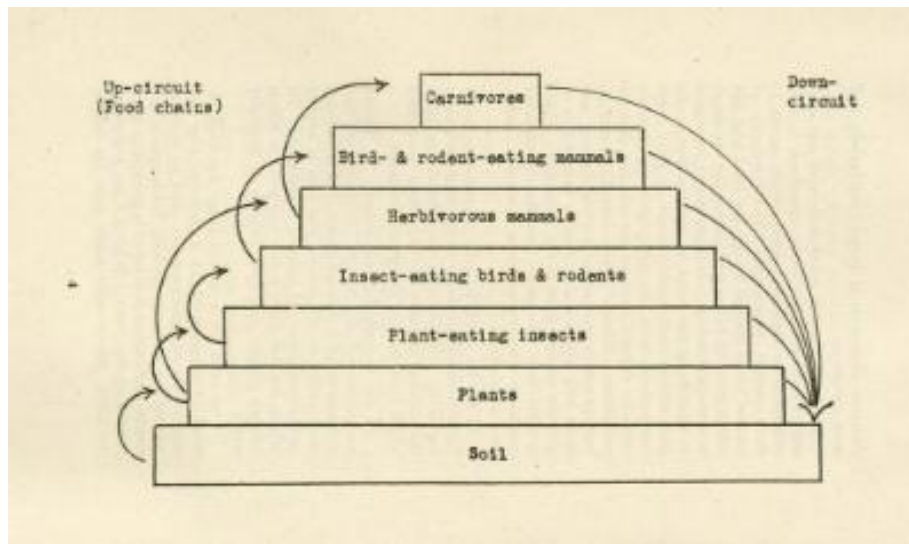 Up-circuit
(Food chains)
Down-
circuit
Carnivores
Bird- & rodent-eating mammals
Herbivorous mammals
Insect-eating birds & rodents
Plant-eating insects
Plants
Soil